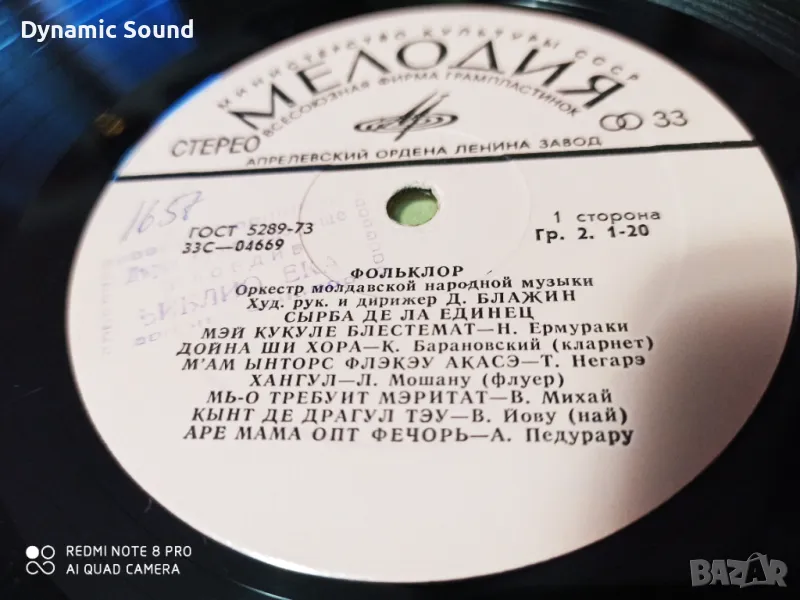 Dynamic Sound
МИНИСТЕРСТВО КУЛЬТУРЫ СССР
МЕЛОДИЯ
ВСЕСОЮЗНАЯ ФИРМА ГРАМПЛАСТИНОК
СТЕРЕО
33
АПРЕЛЕВСКИЙ ОРДЕНА ЛЕНИНА ЗАВОД
1658
ГОСТ 5289-73
33С—04669
1 сторона
Гр. 2. 1-20
ФОЛЬКЛОР
Оркестр молдавской народной музыки
Худ. рук. и дирижер Д. БЛАЖИН
СЫРБА ДЕ ЛА ЕДИНЕЦ
МЭЙ КУКУЛЕ БЛЕСТЕМАТ—Н. Ермураки
ДОЙНА ШИ ХОРА—К. Барановский (кларнет)
М'АМ ЫНТОРС ФЛЭКЭУ АКАСЭ—Т. Негарэ
ХАНГУЛ—Л. Мошану (флуер)
МЬ-О ТРЕБУИТ МЭРИТАТ—В. Михай
КЫНТ ДЕ ДРАГУЛ ТЭУ—В. Йову (най)
АРЕ МАМА ОПТ ФЕЧОРЬ—А. Педурару
REDMI NOTE 8 PRO
AI QUAD CAMERA
BAZAR